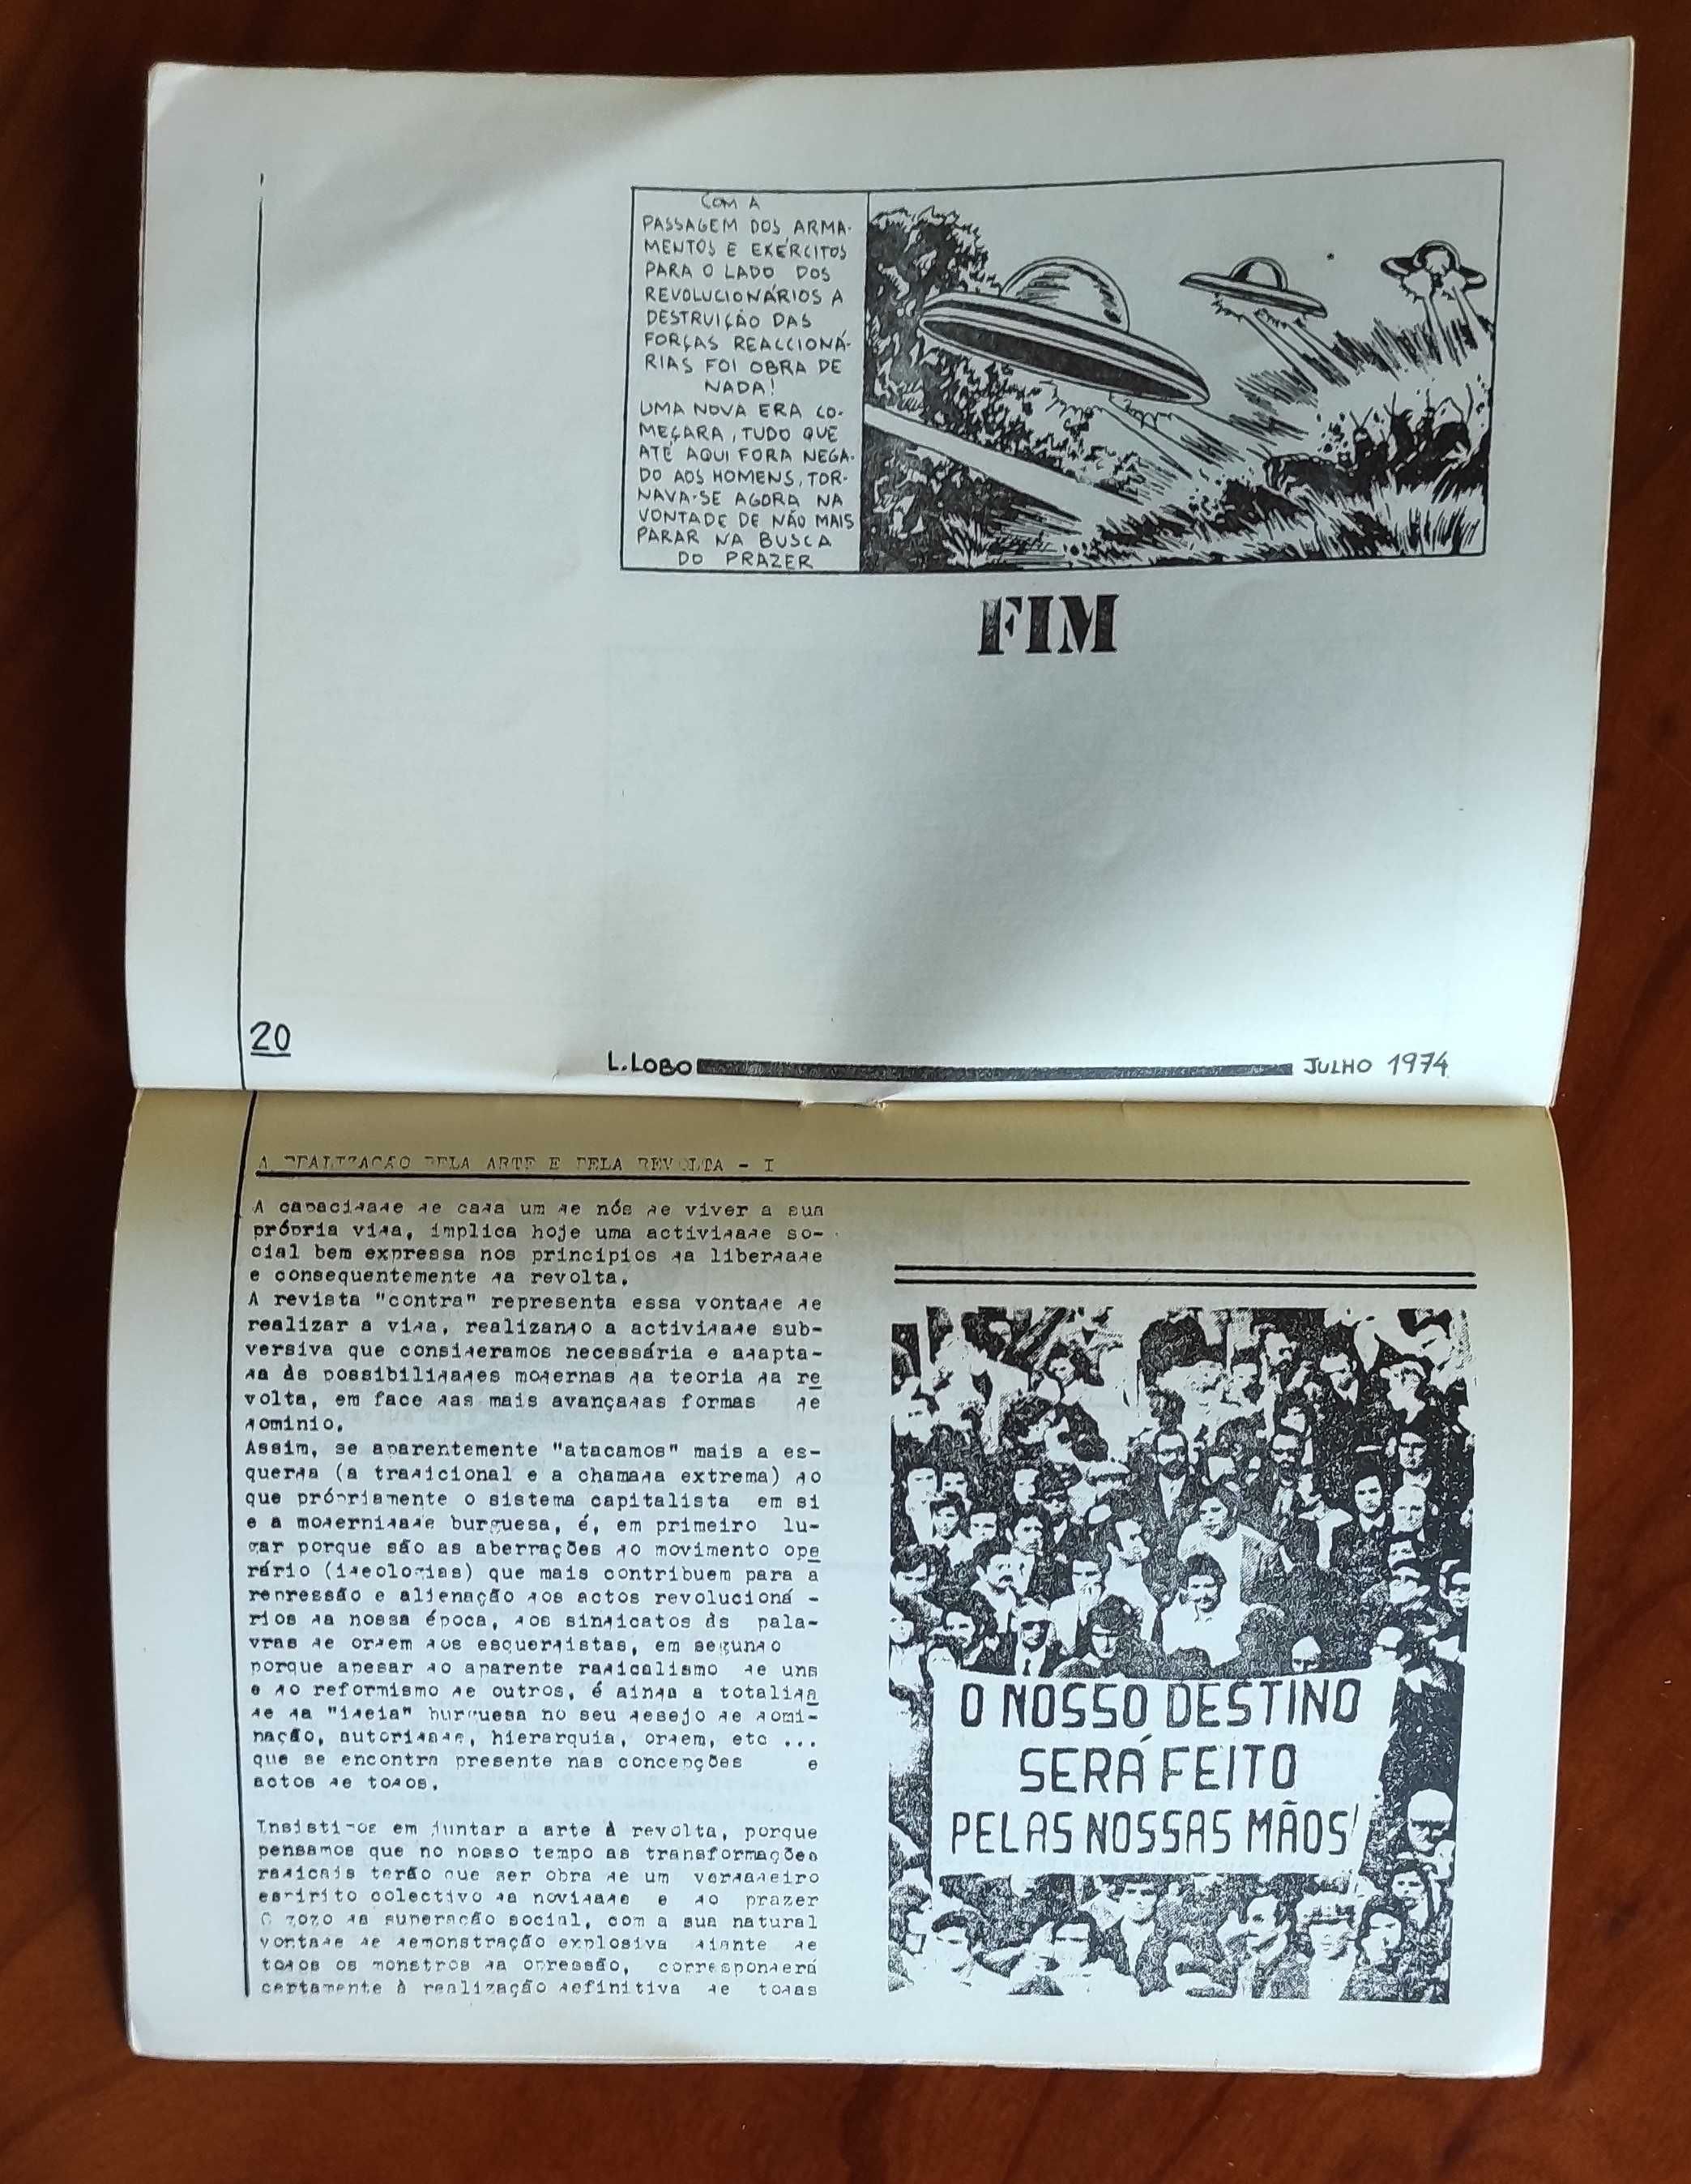 COM A
PASSAGEM DOS ARMA-
MENTOS E EXÉRCITOS
PARA O LADO DOS
REVOLUCIONÁRIOS A
DESTRUIÇÃO DAS
FORÇAS REACCIONÁ-
RIAS FOI OBRA DE
NADA!
UMA NOVA ERA CO-
MEÇARA, TUDO QUE
ATÉ AQUI FORA NEGA-
DO AOS HOMENS, TOR-
NAVA-SE AGORA NA
VONTADE DE NÃO MAIS
PARAR NA BUSCA
DO PRAZER
FIM
20
L.LOBO JULHO 1974
A REALIZAÇÃO PELA ARTE E PELA REVOLTA - I
A capacidade de cada um de nós de viver a sua
própria vida, implica hoje uma actividade so-
cial bem expressa nos princípios da liberdade
e consequentemente da revolta.
A revista "contra" representa essa vontade de
realizar a vida, realizando a actividade sub-
versiva que consideramos necessária e adapta-
da às possibilidades modernas da teoria da re
volta, em face das mais avançadas formas de
dominio.
Assim, se aparentemente "atacamos" mais a es-
querda (a tradicional e a chamada extrema) do
que própriamente o sistema capitalista em si
e a modernidade burguesa, é, em primeiro lu-
gar porque são as aberrações do movimento ope
rário (ideologias) que mais contribuem para a
repressão e alienação dos actos revolucioná -
rios da nossa época, dos sindicatos às pala-
vras de ordem dos esquerdistas, em segundo
porque apesar do aparente radicalismo de uns
e do reformismo de outros, é ainda a totalida
de da "ideia" burguesa no seu desejo de domi-
nação, autoridade, hierarquia, ordem, etc ...
que se encontra presente nas concepções e
actos de todos.
Insistimos em juntar a arte à revolta, porque
pensamos que no nosso tempo as transformações
radicais terão que ser obra de um verdadeiro
espirito colectivo da novidade e do prazer
O gozo da superação social, com a sua natural
vontade de demonstração explosiva diante de
todos os monstros da opressão, corresponderá
certamente à realização definitiva de todas
O NOSSO DESTINO
SERÁ FEITO
PELAS NOSSAS MÃOS!